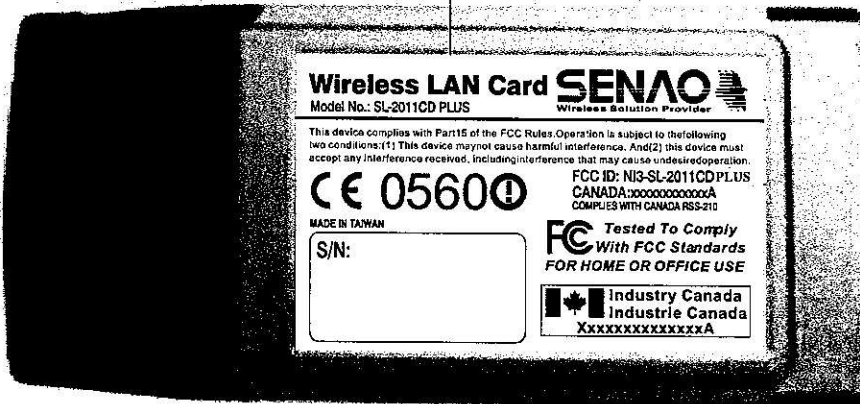 Wireless LAN Card SENAO
Model No.: SL-2011CD PLUS
Wireless Solution Provider
This device complies with Part15 of the FCC Rules.Operation is subject to thefollowing
two conditions:(1) This device maynot cause harmful interference. And(2) this device must
accept any interference received, includinginterference that may cause undesiredoperation.
CE 0560
FCC ID: NI3-SL-2011CDPLUS
CANADA:xxxxxxxxxxxxA
COMPLIES WITH CANADA RSS-210
MADE IN TAIWAN
S/N:
FC Tested To Comply
With FCC Standards
FOR HOME OR OFFICE USE
Industry Canada
Industrie Canada
XxxxxxxxxxxxxxA